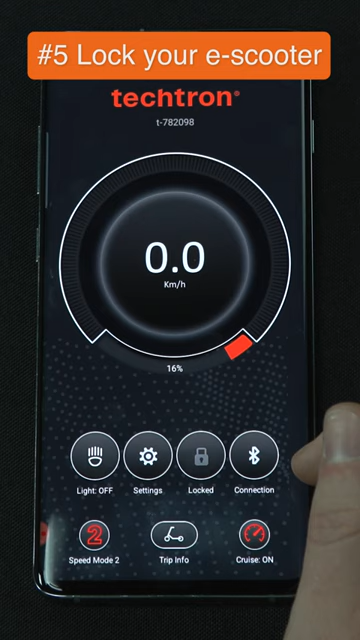 #5 Lock your e-scooter
techtron®
t-782098
0.0
Km/h
16%
Light: OFF
Settings
Locked
Connection
2
Speed Mode 2
Trip Info
Cruise: ON